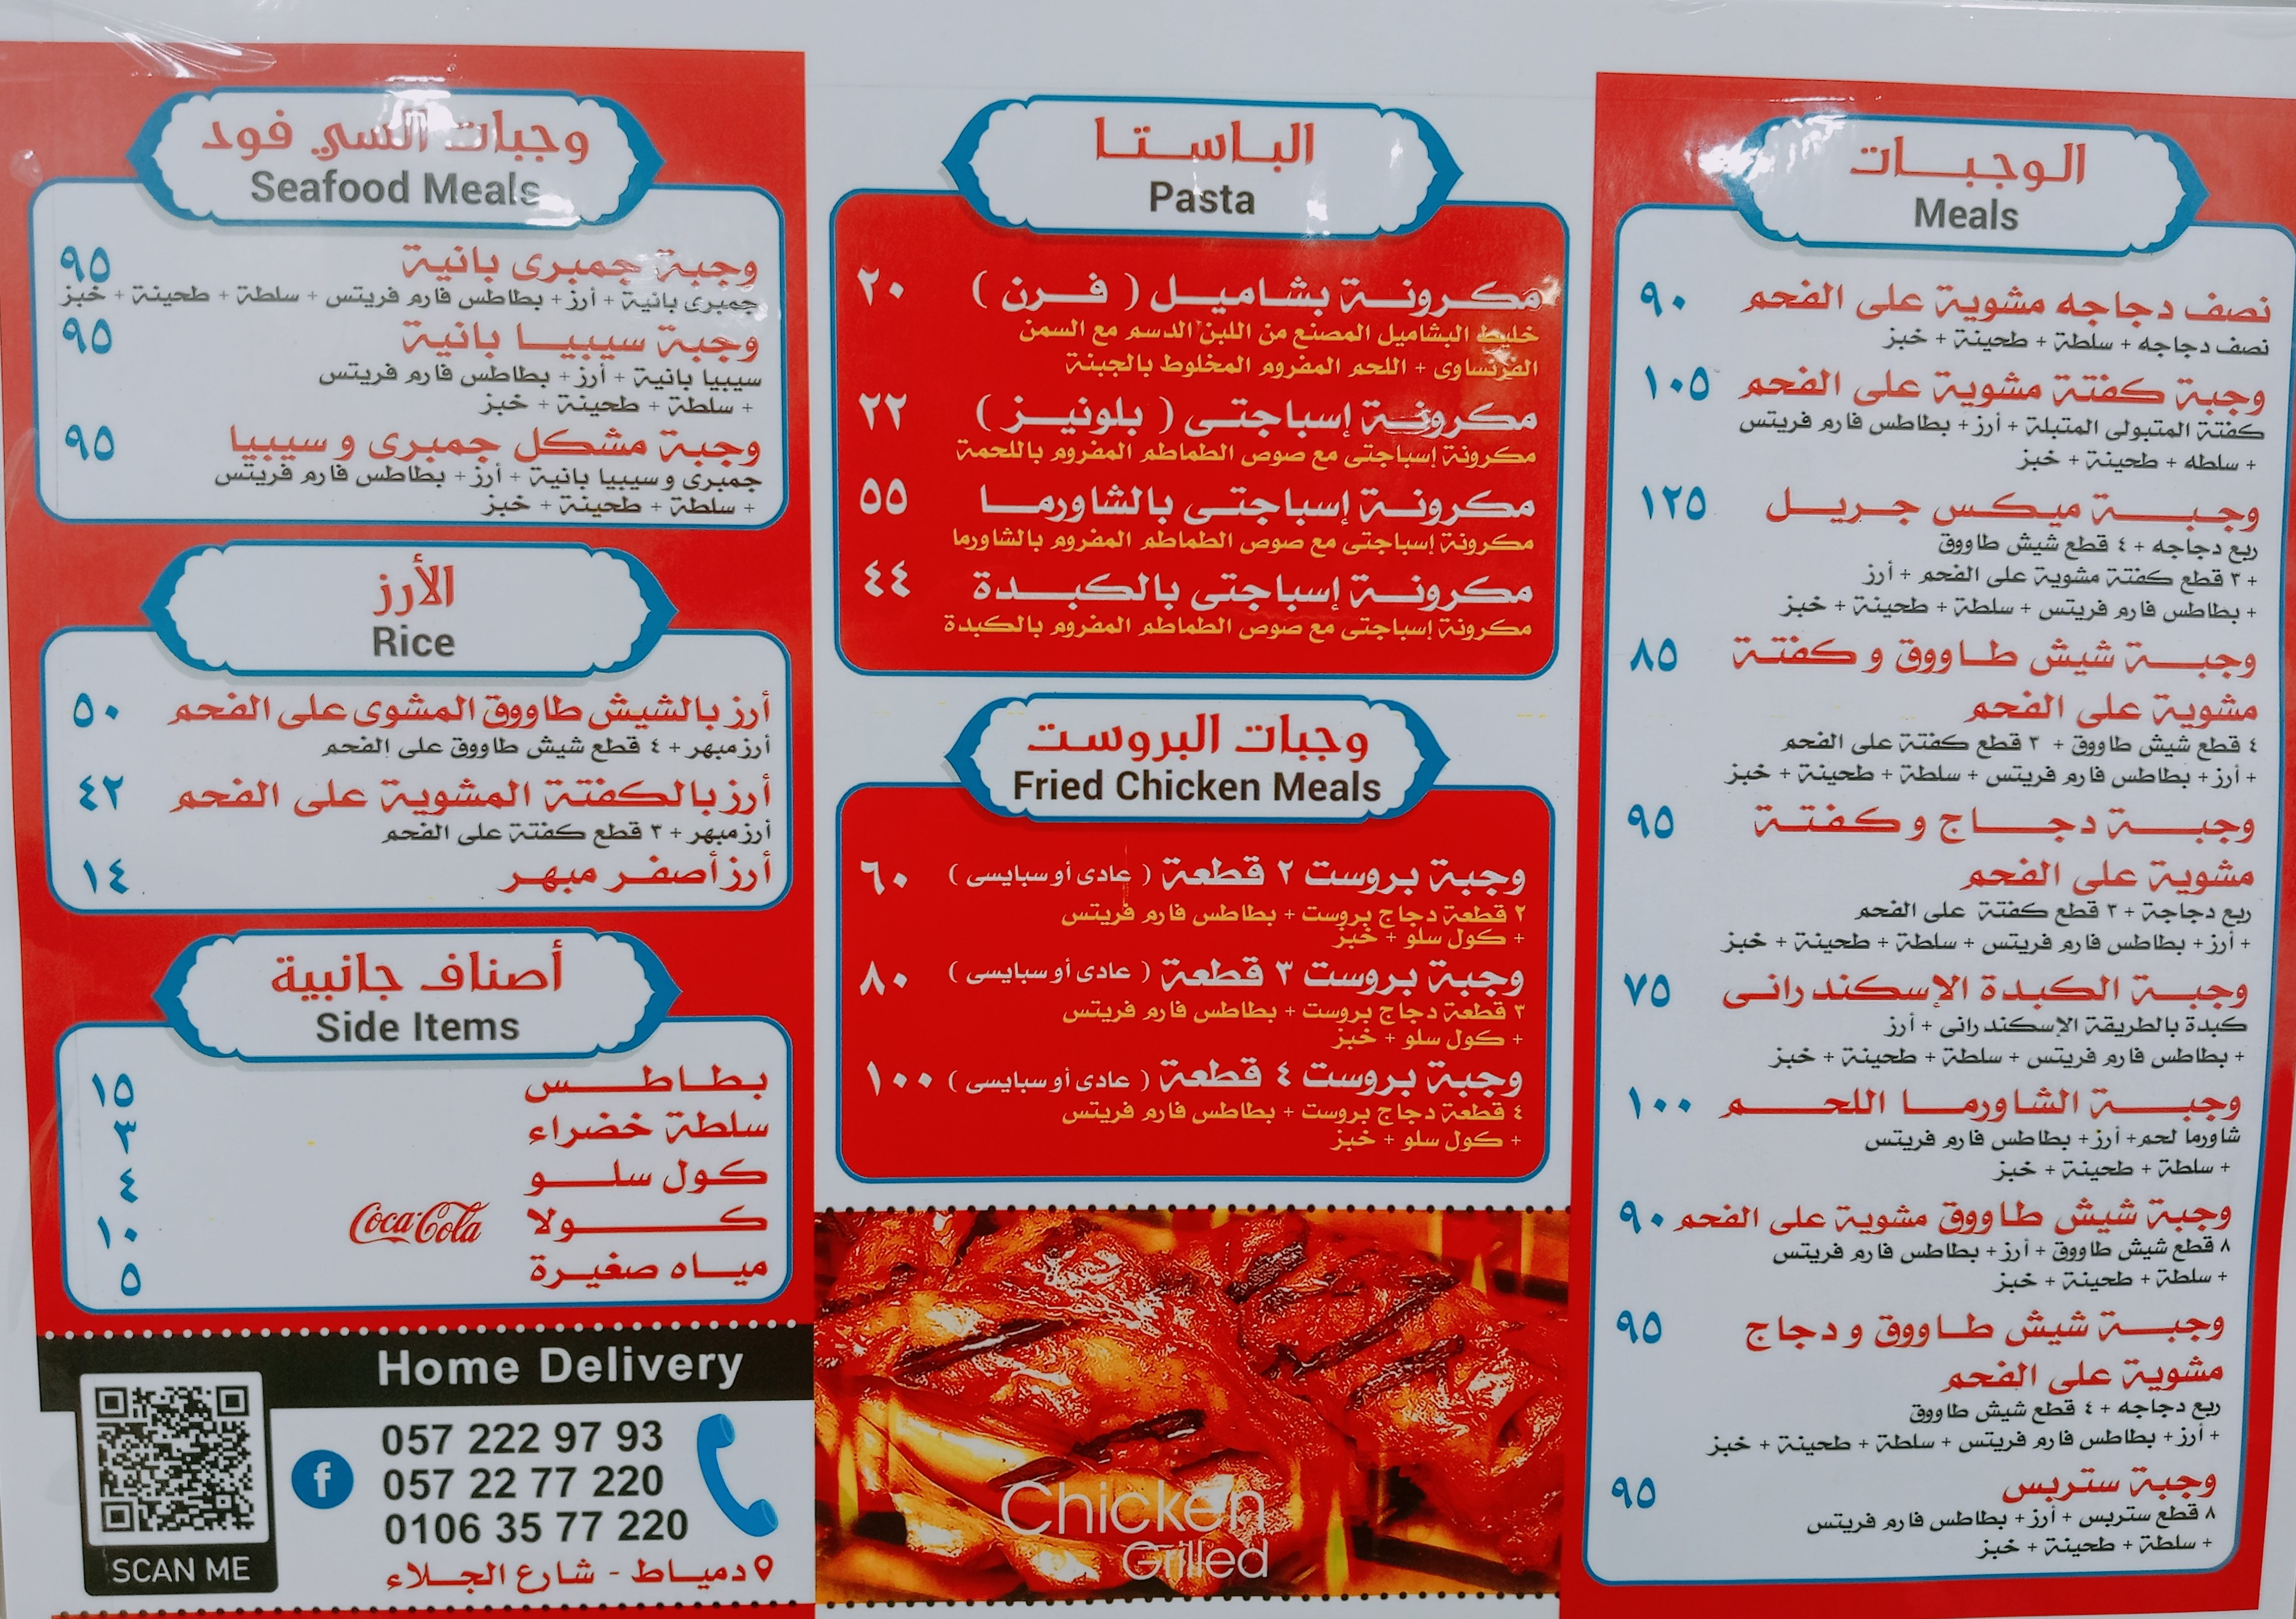 الوجبات
Meals
نصف دجاجه مشوية على الفحم ٩٠
نصف دجاجه + سلطة + طحينة + خبز
وجبة كفتة مشوية على الفحم ١٠٥
كفتة المتبولى المتبلة + أرز + بطاطس فارم فريتس
+ سلطه + طحينة + خبز
وجبة ميكس جريل ١٢٥
ربع دجاجه + ٤ قطع شيش طاووق
+ ٣ قطع كفتة مشوية على الفحم + أرز
+ بطاطس فارم فريتس + سلطة + طحينة + خبز
وجبة شيش طاووق و كفتة ٨٥
مشوية على الفحم
٤ قطع شيش طاووق + ٣ قطع كفتة على الفحم
+ أرز + بطاطس فارم فريتس + سلطة + طحينة + خبز
وجبة دجاج و كفتة ٩٥
مشوية على الفحم
ربع دجاجة + ٣ قطع كفتة على الفحم
+ أرز + بطاطس فارم فريتس + سلطة + طحينة + خبز
وجبة الكبدة الإسكندرانى ٧٥
كبدة بالطريقة الإسكندرانى + أرز
+ بطاطس فارم فريتس + سلطة + طحينة + خبز
وجبة الشاورما اللحم ١٠٠
شاورما لحم+ أرز+ بطاطس فارم فريتس
+ سلطة + طحينة + خبز
وجبة شيش طاووق مشوية على الفحم ٩٠
٨ قطع شيش طاووق + أرز + بطاطس فارم فريتس
+ سلطة + طحينة + خبز
وجبة شيش طاووق و دجاج ٩٥
مشوية على الفحم
ربع دجاجه + ٤ قطع شيش طاووق
+ أرز + بطاطس فارم فريتس + سلطة + طحينة + خبز
وجبة ستربس ٩٥
٨ قطع ستربس + أرز + بطاطس فارم فريتس
+ سلطة + طحينة + خبز
الباستا
Pasta
مكرونة بشاميل ( فرن ) ٢٠
خليط البشاميل المصنع من اللبن الدسم مع السمن
الفرنساوى + اللحم المفروم المخلوط بالجبنة
مكرونة إسباجتى ( بلونيز ) ٢٢
مكرونة إسباجتى مع صوص الطماطم المفروم باللحمة
مكرونة إسباجتى بالشاورما ٥٥
مكرونة إسباجتى مع صوص الطماطم المفروم بالشاورما
مكرونة إسباجتى بالكبدة ٤٤
مكرونة إسباجتى مع صوص الطماطم المفروم بالكبدة
وجبات البروست
Fried Chicken Meals
وجبة بروست ٢ قطعة ( عادى أو سبايسى ) ٦٠
٢ قطعة دجاج بروست + بطاطس فارم فريتس
+ كول سلو + خبز
وجبة بروست ٣ قطعة ( عادى أو سبايسى ) ٨٠
٣ قطعة دجاج بروست + بطاطس فارم فريتس
+ كول سلو + خبز
وجبة بروست ٤ قطعة ( عادى أو سبايسى ) ١٠٠
٤ قطعة دجاج بروست + بطاطس فارم فريتس
+ كول سلو + خبز
Chicken
Grilled
وجبات السي فود
Seafood Meals
وجبة جمبرى بانية ٩٥
جمبرى بانية + أرز + بطاطس فارم فريتس + سلطة + طحينة + خبز
وجبة سيبيا بانية ٩٥
سيبيا بانية + أرز + بطاطس فارم فريتس
+ سلطة + طحينة + خبز
وجبة مشكل جمبرى و سيبيا ٩٥
جمبرى و سيبيا بانية + أرز + بطاطس فارم فريتس
+ سلطة + طحينة + خبز
الأرز
Rice
أرز بالشيش طاووق المشوى على الفحم ٥٠
أرز مبهر + ٤ قطع شيش طاووق على الفحم
أرز بالكفتة المشوية على الفحم ٤٢
أرز مبهر + ٣ قطع كفتة على الفحم
أرز أصفر مبهر ١٤
أصناف جانبية
Side Items
بطاطس ١٥
سلطة خضراء ٣
كول سلو ٤
كولا Coca-Cola ١٠
مياه صغيرة ٥
Home Delivery
057 222 97 93
057 22 77 220
0106 35 77 220
دمياط - شارع الجلاء
f
SCAN ME